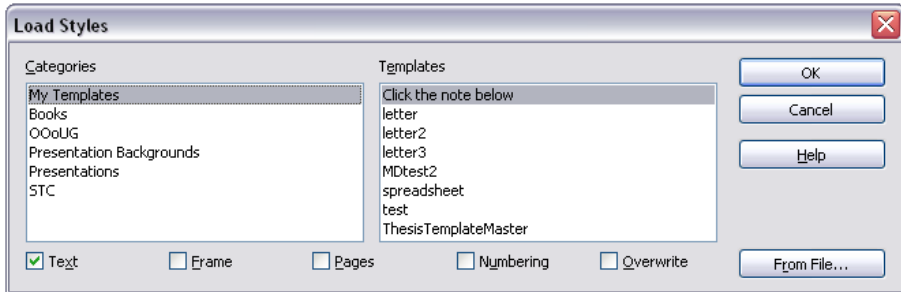 Load Styles
Categories
My Templates
Books
OOoUG
Presentation Backgrounds
Presentations
STC
Templates
Click the note below
letter
letter2
letter3
MDtest2
spreadsheet
test
ThesisTemplateMaster
OK
Cancel
Help
Text Frame Pages Numbering Overwrite
From File...